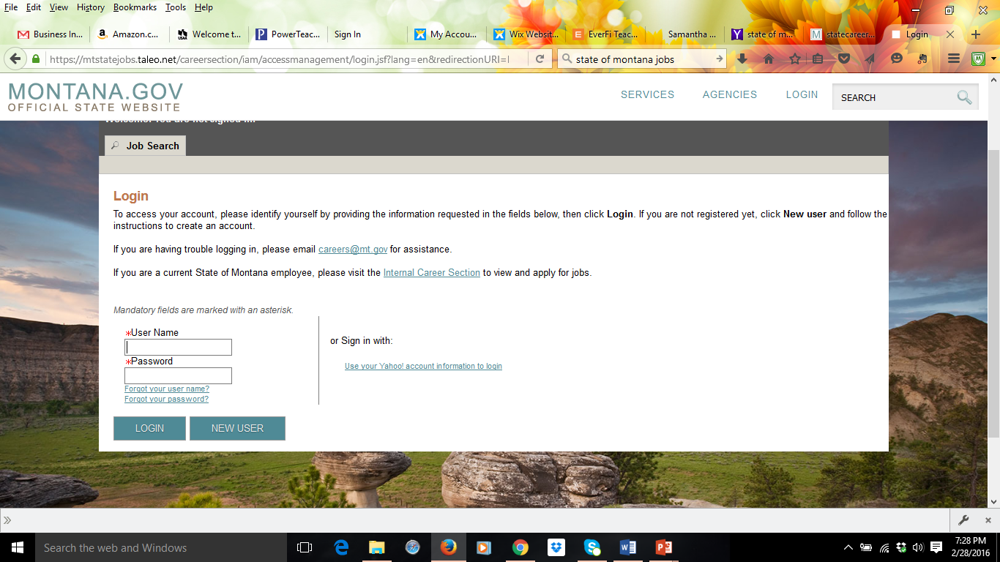 File Edit View History Bookmarks Tools Help
Business In... Amazon.c... Welcome t... PowerTeac... Sign In My Accou... Wix Websit... EverFi Teac... Samantha ... state of m... statecareer... Login
https://mtstatejobs.taleo.net/careersection/iam/accessmanagement/login.jsf?lang=en&redirectionURI= state of montana jobs
MONTANA.GOV
OFFICIAL STATE WEBSITE
SERVICES AGENCIES LOGIN SEARCH
Welcome. You are not signed in.
Job Search
Login
To access your account, please identify yourself by providing the information requested in the fields below, then click Login. If you are not registered yet, click New user and follow the
instructions to create an account.
If you are having trouble logging in, please email careers@mt.gov for assistance.
If you are a current State of Montana employee, please visit the Internal Career Section to view and apply for jobs.
Mandatory fields are marked with an asterisk.
*User Name
*Password
Forgot your user name?
Forgot your password?
or Sign in with:
Use your Yahoo! account information to login
LOGIN NEW USER
Search the web and Windows
7:28 PM
2/28/2016